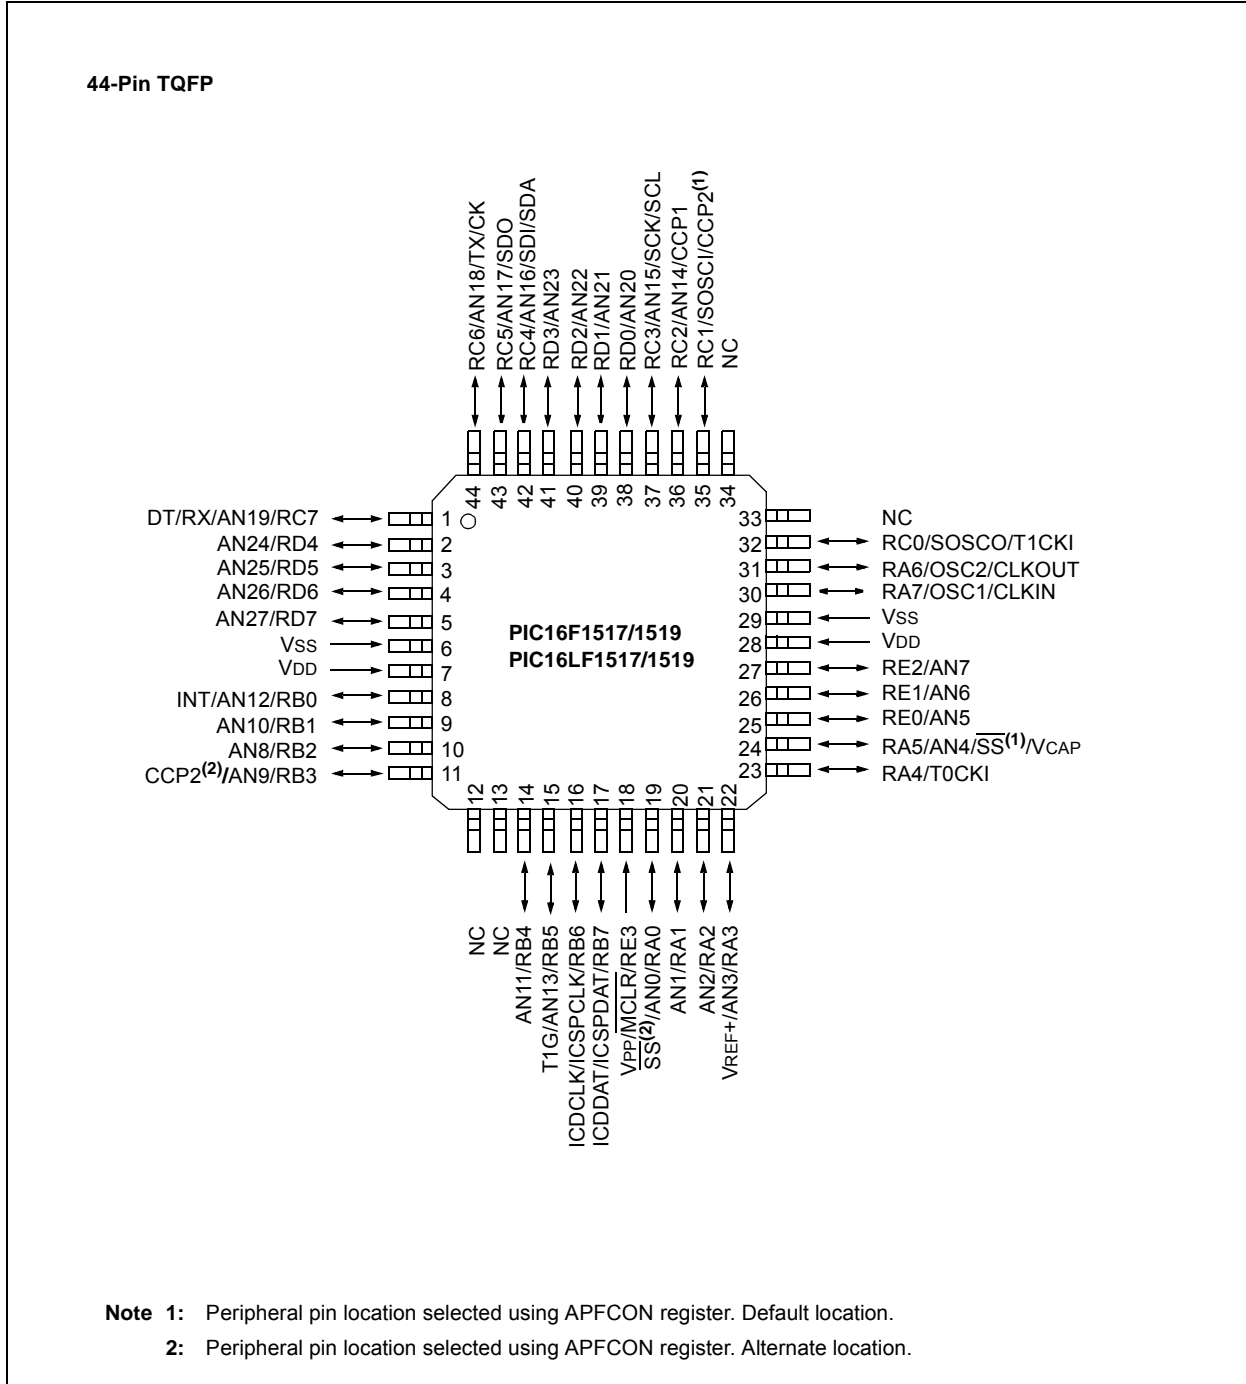 44-Pin TQFP
RC6/AN18/TX/CK
RC5/AN17/SDO
RC4/AN16/SDI/SDA
RD3/AN23
RD2/AN22
RD1/AN21
RD0/AN20
RC3/AN15/SCK/SCL
RC2/AN14/CCP1
RC1/SOSCI/CCP2(1)
NC
44
43
42
41
40
39
38
37
36
35
34
DT/RX/AN19/RC7 1
AN24/RD4 2
AN25/RD5 3
AN26/RD6 4
AN27/RD7 5
VSS 6
VDD 7
INT/AN12/RB0 8
AN10/RB1 9
AN8/RB2 10
CCP2(2)/AN9/RB3 11
PIC16F1517/1519
PIC16LF1517/1519
33 NC
32 RC0/SOSCO/T1CKI
31 RA6/OSC2/CLKOUT
30 RA7/OSC1/CLKIN
29 VSS
28 VDD
27 RE2/AN7
26 RE1/AN6
25 RE0/AN5
24 RA5/AN4/SS(1)/VCAP
23 RA4/T0CKI
12
13
14
15
16
17
18
19
20
21
22
NC
NC
AN11/RB4
T1G/AN13/RB5
ICDCLK/ICSPCLK/RB6
ICDDAT/ICSPDAT/RB7
VPP/MCLR/RE3
SS(2)/AN0/RA0
AN1/RA1
AN2/RA2
VREF+/AN3/RA3
Note 1: Peripheral pin location selected using APFCON register. Default location.
2: Peripheral pin location selected using APFCON register. Alternate location.